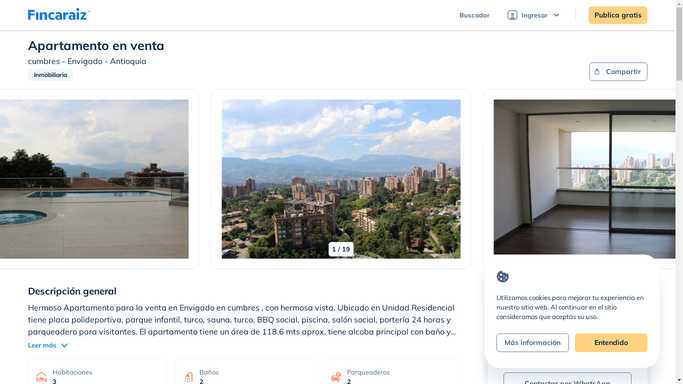 Fincaraiz
Buscador
Ingresar
Publica gratis
Apartamento en venta
cumbres - Envigado - Antioquia
Inmobiliaria
Compartir
1 / 19
Descripción general
Hermoso Apartamento para la venta en Envigado en cumbres , con hermosa vista. Ubicado en Unidad Residencial
tiene placa polideportiva, parque infantil, turco, sauna, turco, BBQ social, piscina, salón social, portería 24 horas y
parqueadero para visitantes. El apartamento tiene un área de 118.6 mts aprox, tiene alcoba principal con baño y...
Leer más
Habitaciones
3
Baños
2
Parqueaderos
2
Utilizamos cookies para mejorar tu experiencia en
nuestro sitio web. Al continuar en el sitio
consideramos que aceptas su uso.
Más información
Entendido
Contactar por WhatsApp